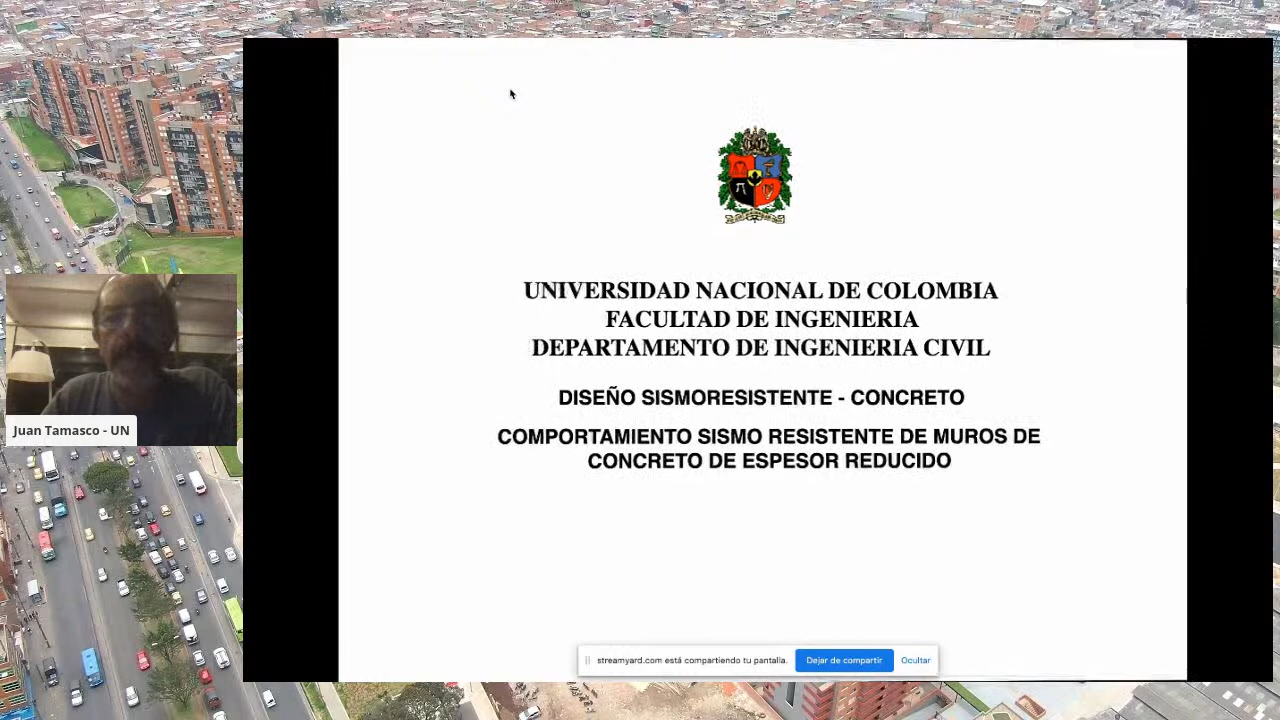 UNIVERSIDAD NACIONAL DE COLOMBIA
FACULTAD DE INGENIERIA
DEPARTAMENTO DE INGENIERIA CIVIL
DISEÑO SISMORESISTENTE - CONCRETO
COMPORTAMIENTO SISMO RESISTENTE DE MUROS DE
CONCRETO DE ESPESOR REDUCIDO
Juan Tamasco - UN
streamyard.com está compartiendo tu pantalla.
Dejar de compartir
Ocultar